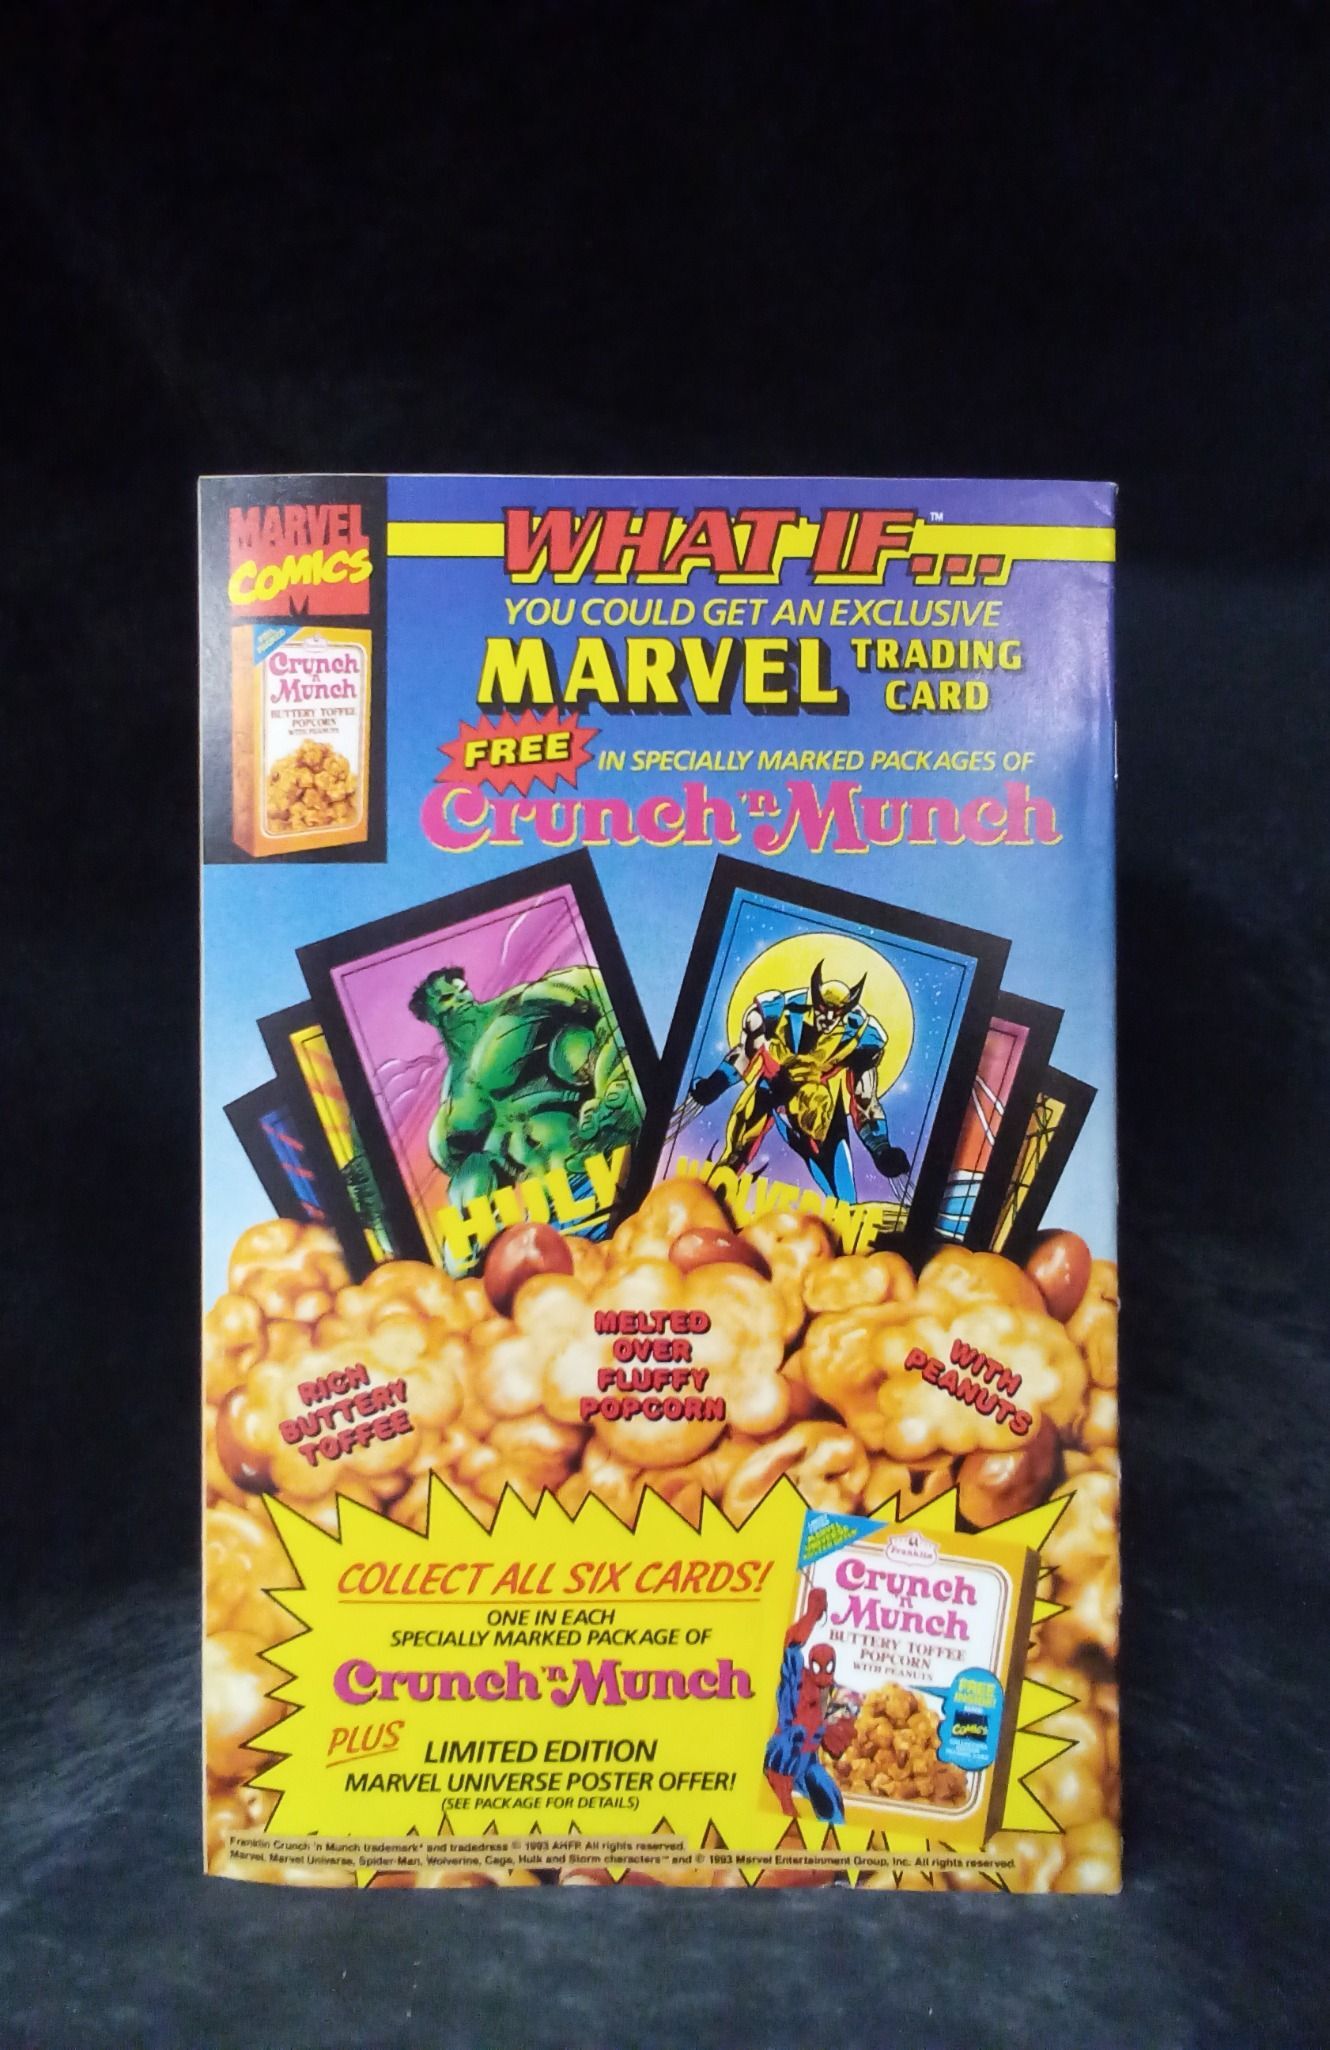 MARVEL
COMICS
WHAT IF...™
YOU COULD GET AN EXCLUSIVE
MARVEL TRADING
CARD
FREE IN SPECIALLY MARKED PACKAGES OF
Crunch 'n Munch
Crunch
'n
Munch
BUTTERY TOFFEE
POPCORN
WITH PEANUTS
HULK
WOLVERINE
RICH
BUTTERY
TOFFEE
MELTED
OVER
FLUFFY
POPCORN
WITH
PEANUTS
COLLECT ALL SIX CARDS!
ONE IN EACH
SPECIALLY MARKED PACKAGE OF
Crunch 'n Munch
PLUS LIMITED EDITION
MARVEL UNIVERSE POSTER OFFER!
(SEE PACKAGE FOR DETAILS)
Franklin
Crunch
'n
Munch
BUTTERY TOFFEE
POPCORN
WITH PEANUTS
FREE
INSIDE!
COMICS
Franklin Crunch 'n Munch trademark* and tradedress © 1993 AHFP. All rights reserved.
Marvel, Marvel Universe, Spider-Man, Wolverine, Cage, Hulk and Storm characters™ and © 1993 Marvel Entertainment Group, Inc. All rights reserved.